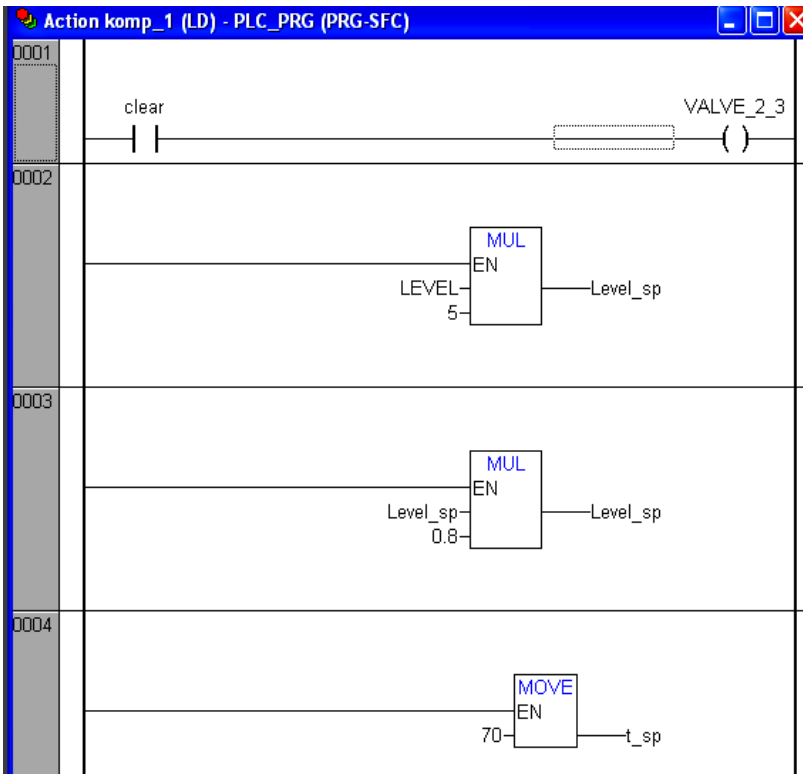 Action komp_1 (LD) - PLC_PRG (PRG-SFC)
0001
clear
VALVE_2_3
0002
MUL
EN
LEVEL
5
Level_sp
0003
MUL
EN
Level_sp
0.8
Level_sp
0004
MOVE
EN
70
t_sp